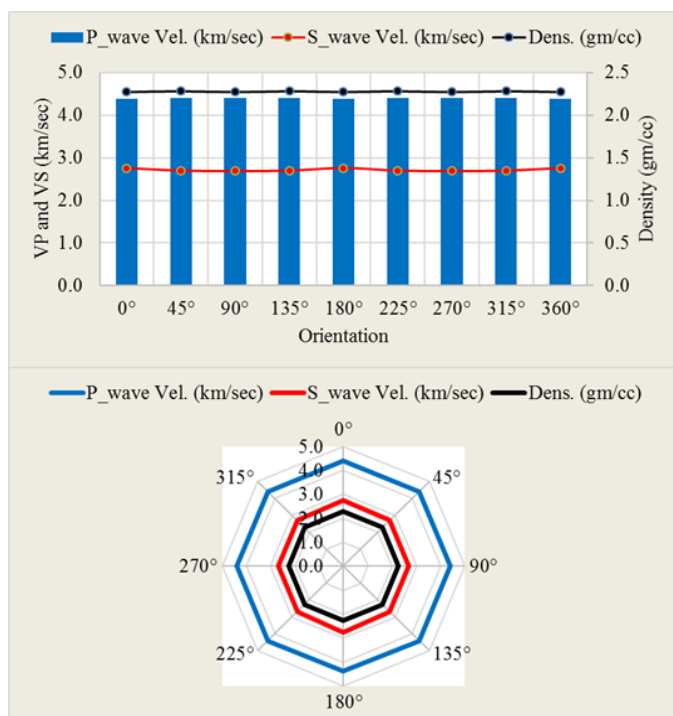 P_wave Vel. (km/sec) S_wave Vel. (km/sec) Dens. (gm/cc)
5.0 2.5
4.0 2.0
3.0 1.5
2.0 1.0
1.0 0.5
0.0 0.0
VP and VS (km/sec)
Density (gm/cc)
0° 45° 90° 135° 180° 225° 270° 315° 360°
Orientation
P_wave Vel. (km/sec) S_wave Vel. (km/sec) Dens. (gm/cc)
0°
5.0
315° 4.0 45°
3.0
2.0
1.0
270° 0.0 90°
225° 135°
180°